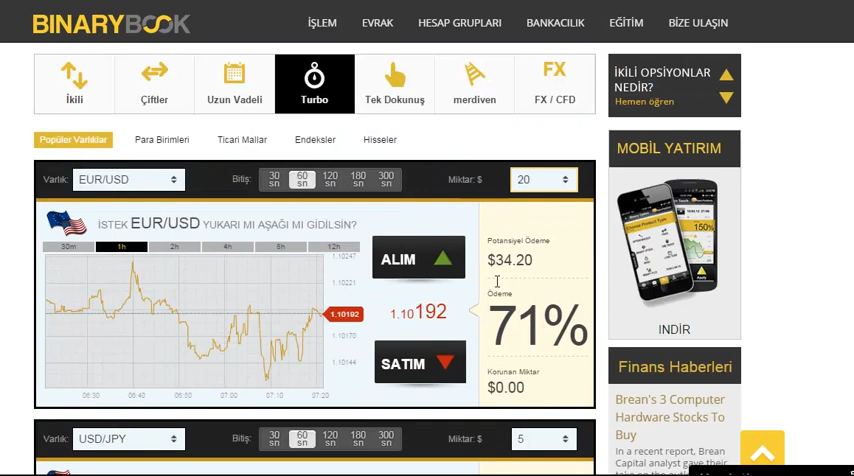 BINARYBOOK
İŞLEM EVRAK HESAP GRUPLARI BANKACILIK EĞİTİM BİZE ULAŞIN
İkili Çiftler Uzun Vadeli Turbo Tek Dokunuş merdiven FX FX / CFD
İKİLİ OPSİYONLAR
NEDİR?
Hemen öğren
Popüler Varlıklar Para Birimleri Ticari Mallar Endeksler Hisseler
MOBİL YATIRIM
Varlık: EUR/USD Bitiş: 30 sn 60 sn 120 sn 180 sn 300 sn Miktar: $ 20
İSTEK EUR/USD YUKARI MI AŞAĞI MI GİDİLSİN?
30m 1h 2h 4h 8h 12h
1.10247
1.10221
1.10192
1.10170
1.10144
06:30 06:40 06:50 07:00 07:10 07:20
ALIM
1.10192
SATIM
Potansiyel Ödeme
$34.20
Ödeme
71%
Korunan Miktar
$0.00
150%
İNDİR
Finans Haberleri
Brean's 3 Computer
Hardware Stocks To
Buy
In a recent report, Brean
Capital analyst gave their
Varlık: USD/JPY Bitiş: 30 sn 60 sn 120 sn 180 sn 300 sn Miktar: $ 5